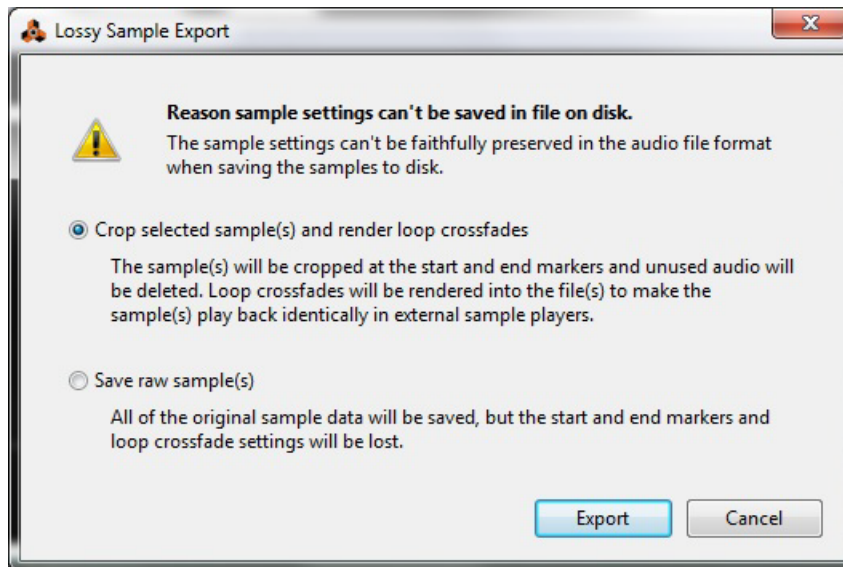 Lossy Sample Export
Reason sample settings can't be saved in file on disk.
The sample settings can't be faithfully preserved in the audio file format
when saving the samples to disk.
Crop selected sample(s) and render loop crossfades
The sample(s) will be cropped at the start and end markers and unused audio will
be deleted. Loop crossfades will be rendered into the file(s) to make the
sample(s) play back identically in external sample players.
Save raw sample(s)
All of the original sample data will be saved, but the start and end markers and
loop crossfade settings will be lost.
Export
Cancel